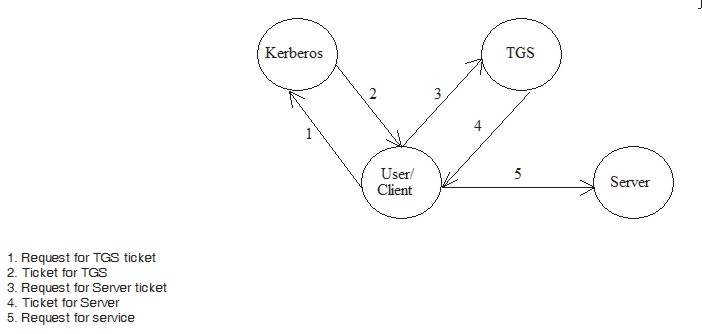 Kerberos
TGS
2
3
1
4
User/
Client
5
Server
1. Request for TGS ticket
2. Ticket for TGS
3. Request for Server ticket
4. Ticket for Server
5. Request for service